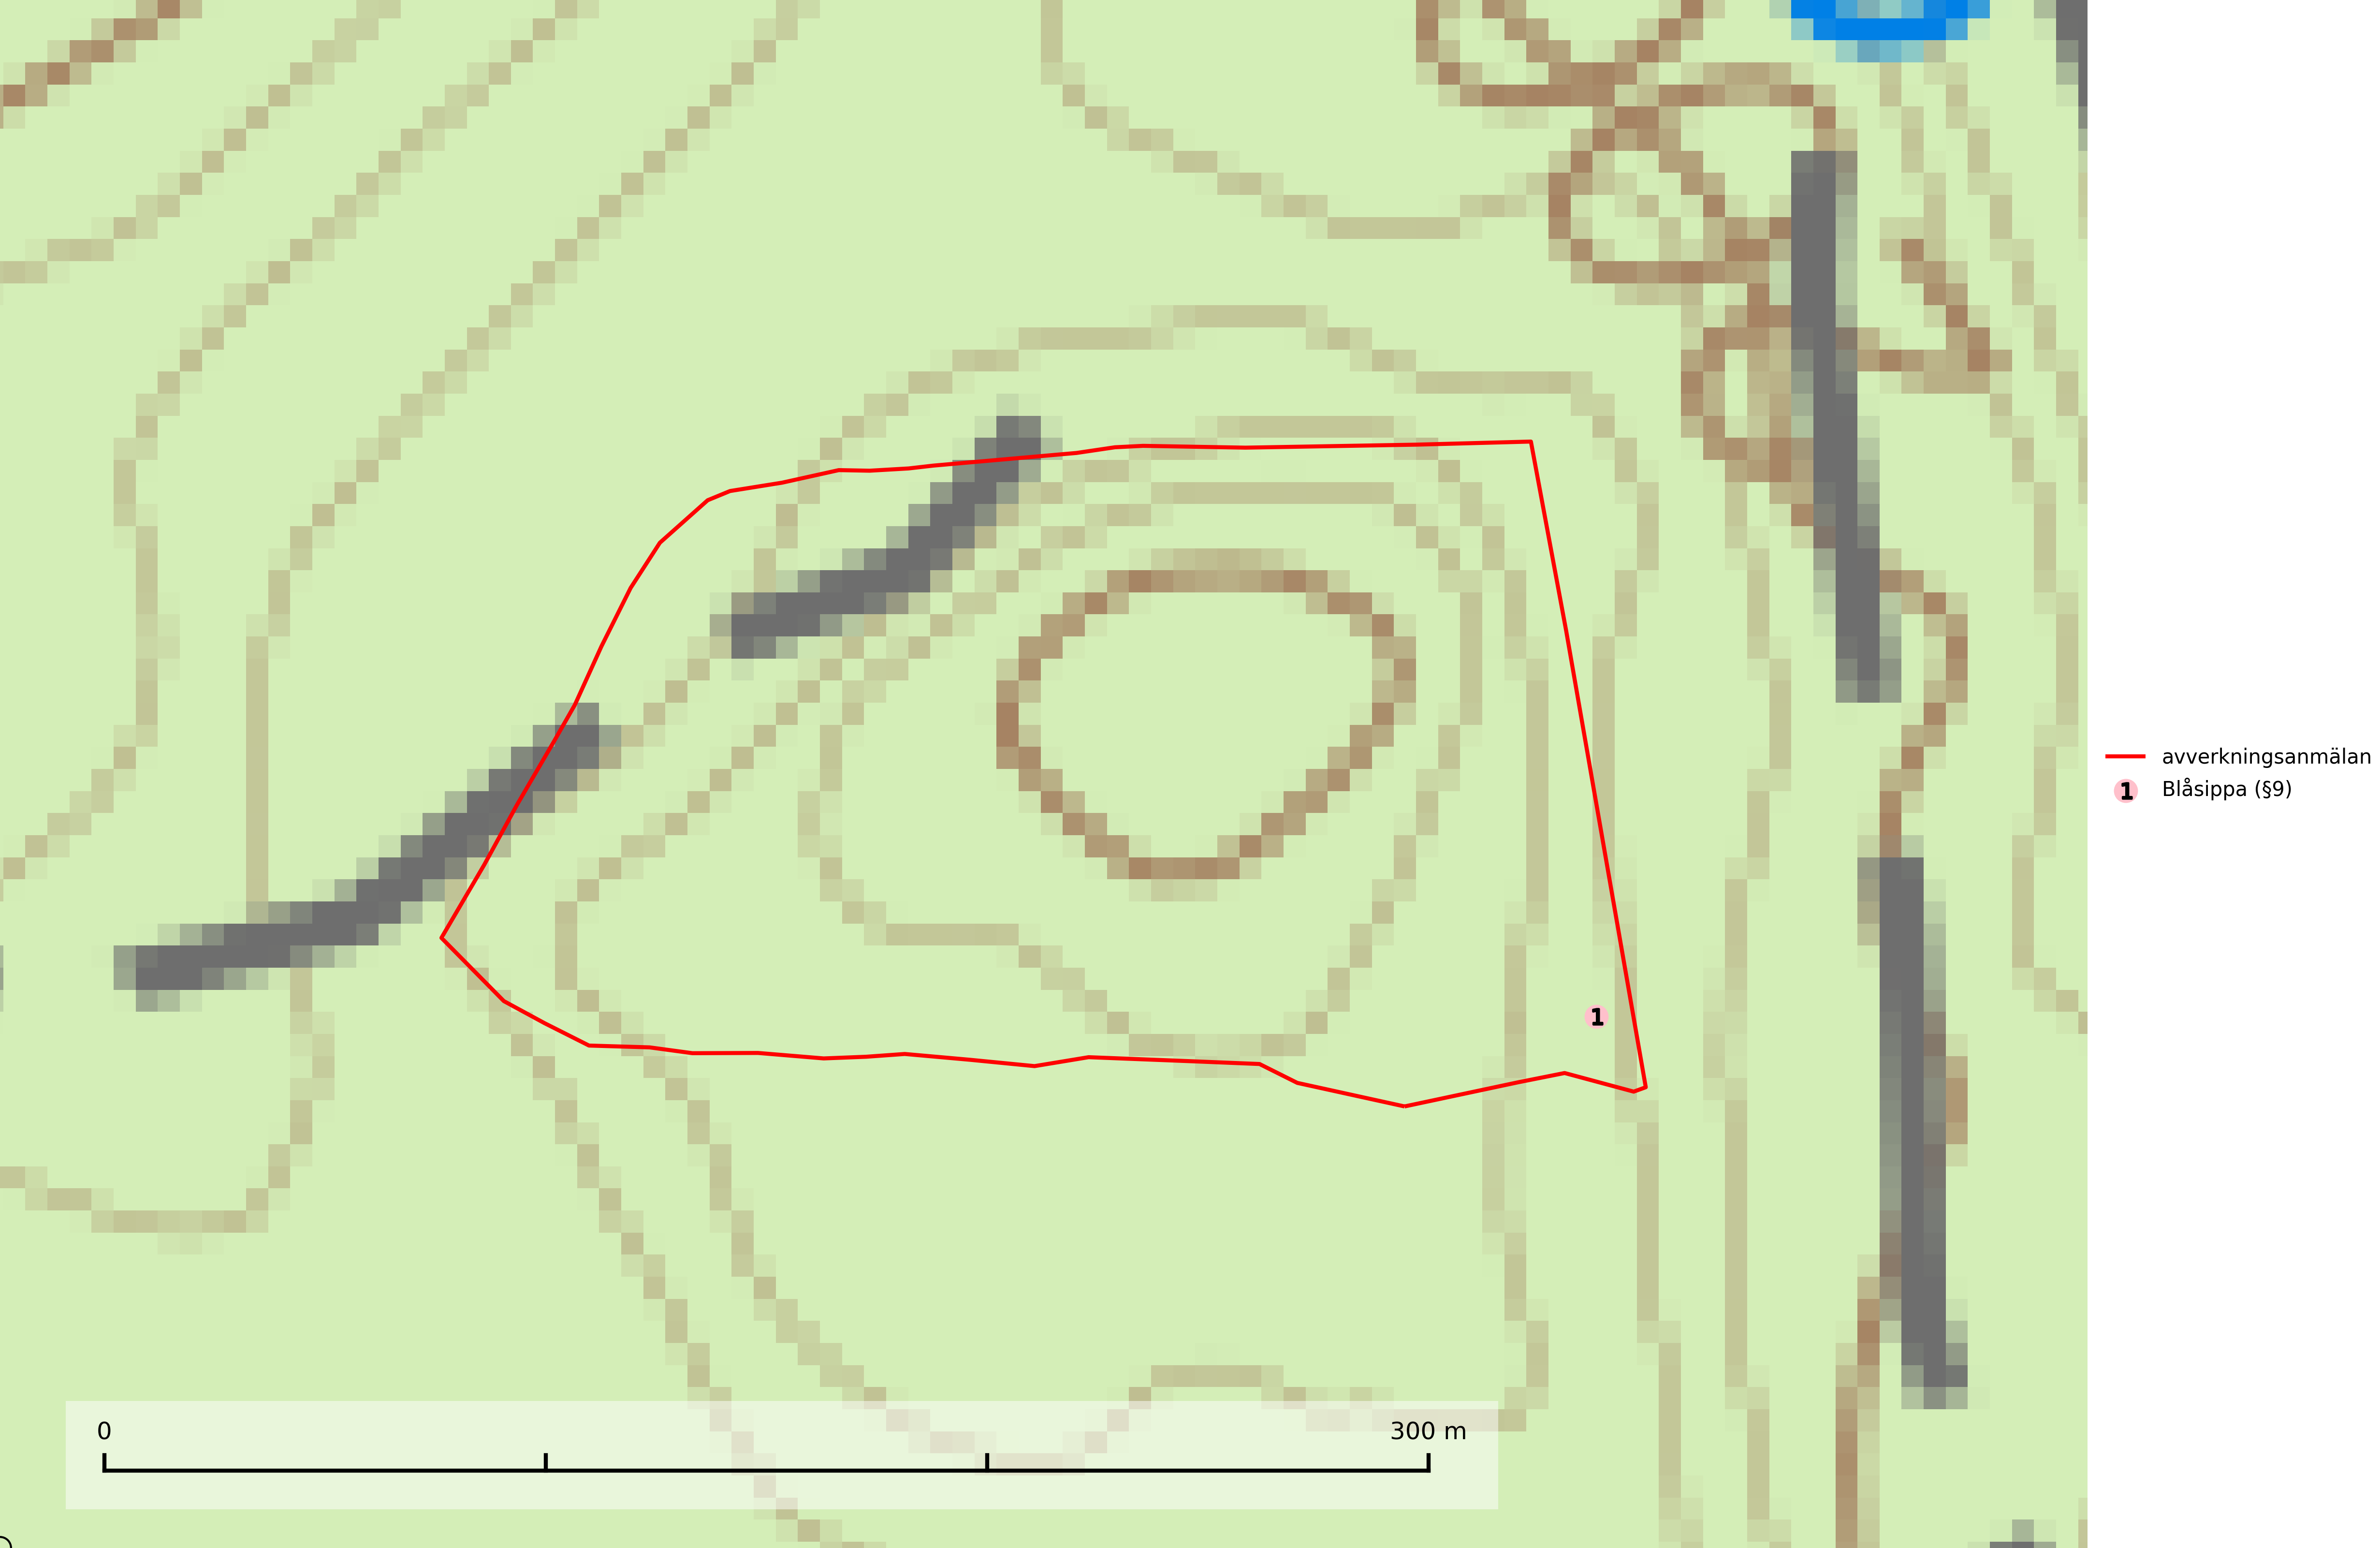 avverkningsanmälan
1 Blåsippa (§9)
1
0 300 m